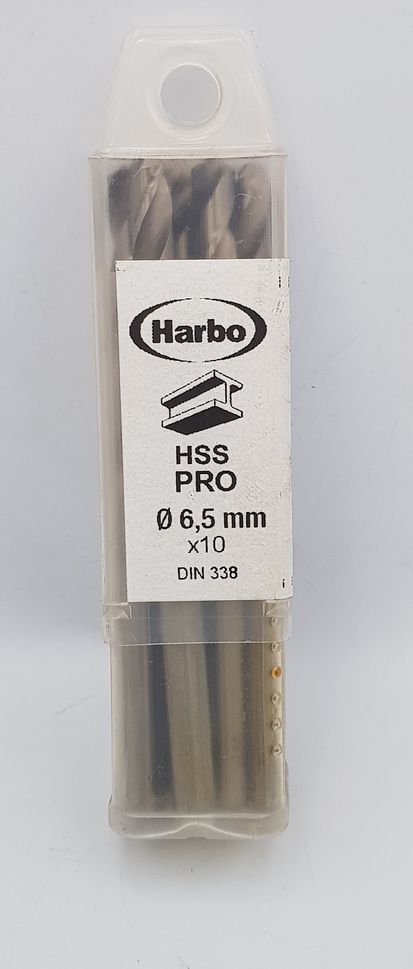 Harbo
HSS
PRO
Ø 6,5 mm
x10
DIN 338